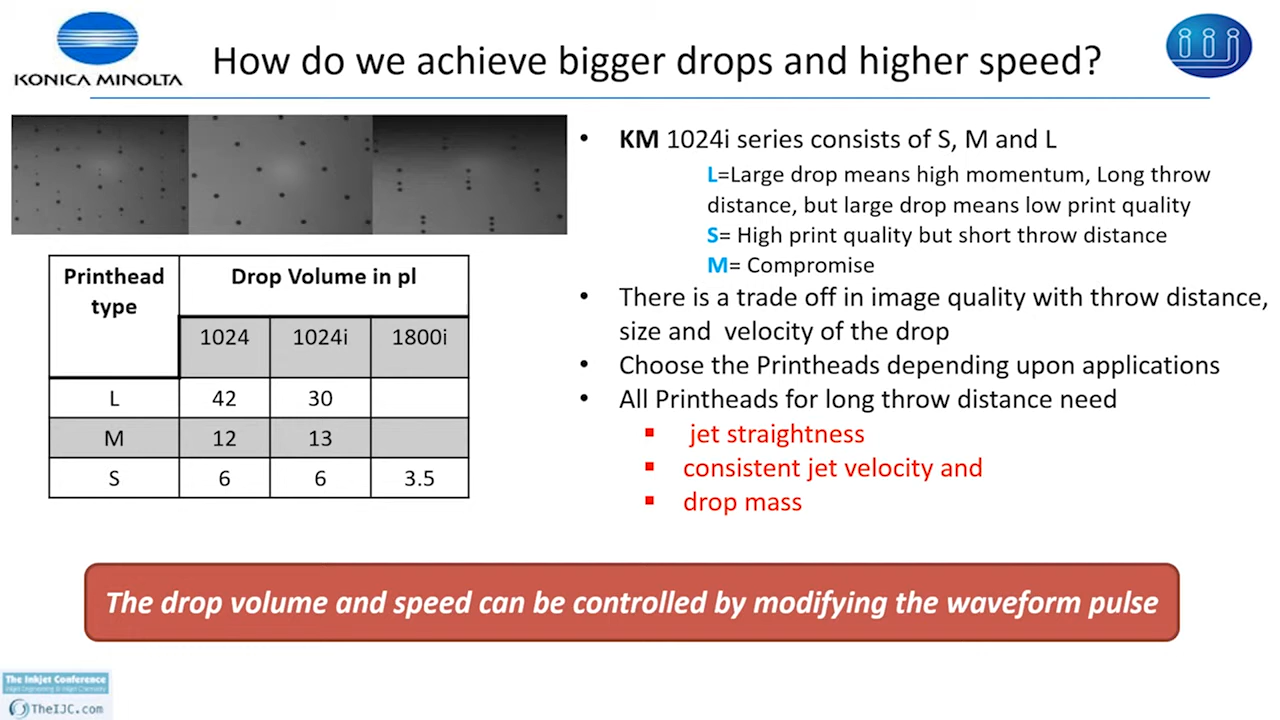 KONICA MINOLTA
How do we achieve bigger drops and higher speed?
iij
• KM 1024i series consists of S, M and L
L=Large drop means high momentum, Long throw
distance, but large drop means low print quality
S= High print quality but short throw distance
M= Compromise
• There is a trade off in image quality with throw distance,
size and velocity of the drop
• Choose the Printheads depending upon applications
• All Printheads for long throw distance need
▪ jet straightness
▪ consistent jet velocity and
▪ drop mass
Printhead type Drop Volume in pl
1024 1024i 1800i
L 42 30
M 12 13
S 6 6 3.5
The drop volume and speed can be controlled by modifying the waveform pulse
The Inkjet Conference
Inkjet Engineering & Inkjet Chemistry
TheIJC.com